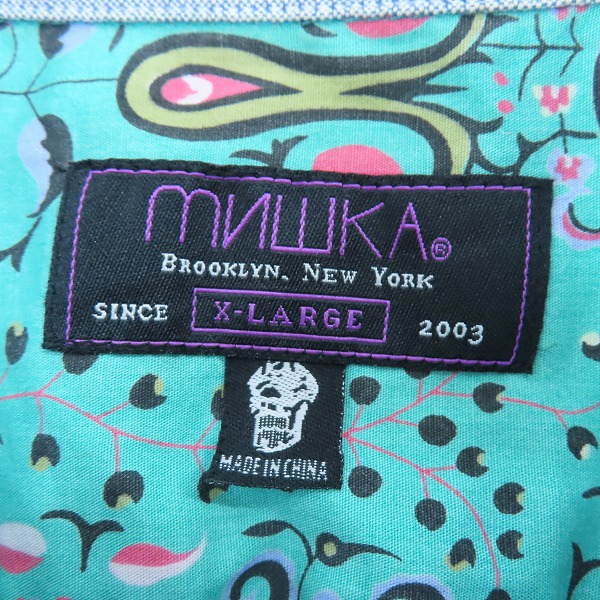 мишка®
BROOKLYN, NEW YORK
SINCE X-LARGE 2003
MADE IN CHINA